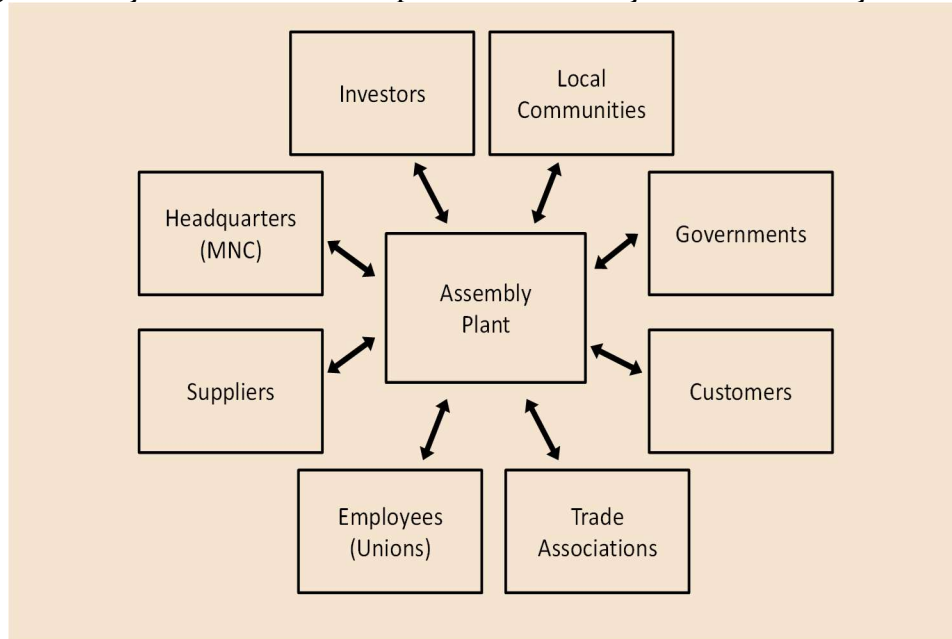 Investors
Local
Communities
Headquarters
(MNC)
Governments
Assembly
Plant
Suppliers
Customers
Employees
(Unions)
Trade
Associations